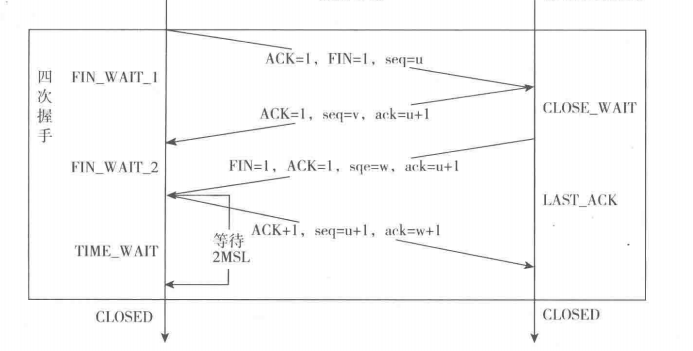 ACK=1, FIN=1, seq=u
四次握手
FIN_WAIT_1
CLOSE_WAIT
ACK=1, seq=v, ack=u+1
FIN_WAIT_2
FIN=1, ACK=1, sqe=w, ack=u+1
LAST_ACK
ACK+1, seq=u+1, ack=w+1
等待
2MSL
TIME_WAIT
CLOSED
CLOSED